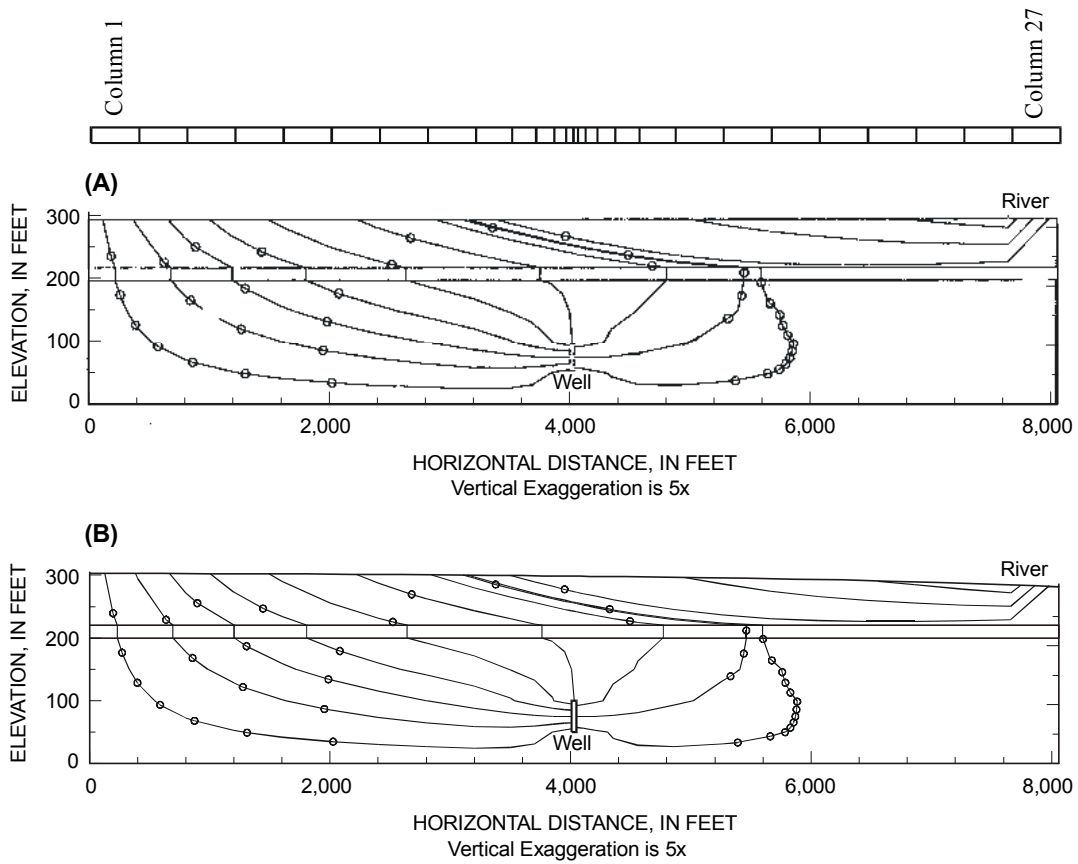 Column 1
Column 27
(A)
River
ELEVATION, IN FEET
300
200
100
0
Well
0 2,000 4,000 6,000 8,000
HORIZONTAL DISTANCE, IN FEET
Vertical Exaggeration is 5x
(B)
River
ELEVATION, IN FEET
300
200
100
0
Well
0 2,000 4,000 6,000 8,000
HORIZONTAL DISTANCE, IN FEET
Vertical Exaggeration is 5x